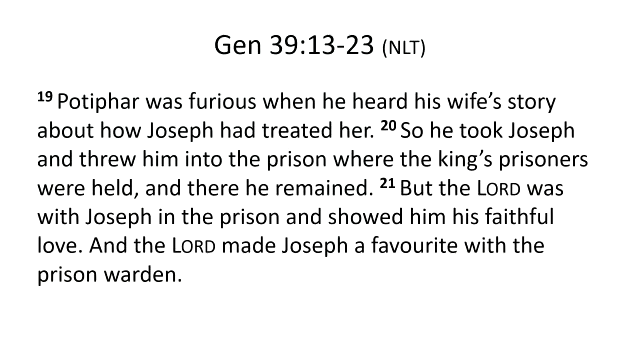 Gen 39:13-23 (NLT)
19 Potiphar was furious when he heard his wife’s story
about how Joseph had treated her. 20 So he took Joseph
and threw him into the prison where the king’s prisoners
were held, and there he remained. 21 But the LORD was
with Joseph in the prison and showed him his faithful
love. And the LORD made Joseph a favourite with the
prison warden.